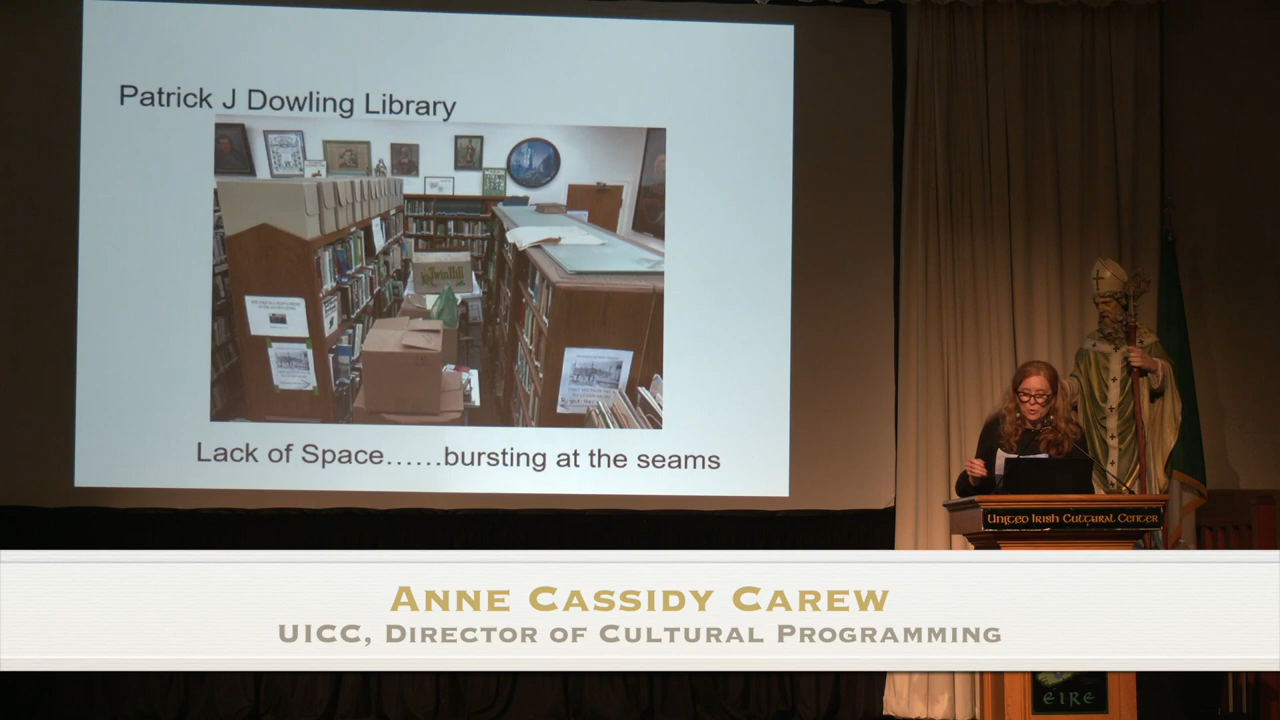 Patrick J Dowling Library
TwinHill
Lack of Space......bursting at the seams
United Irish Cultural Center
Anne Cassidy Carew
UICC, Director of Cultural Programming
EIRE